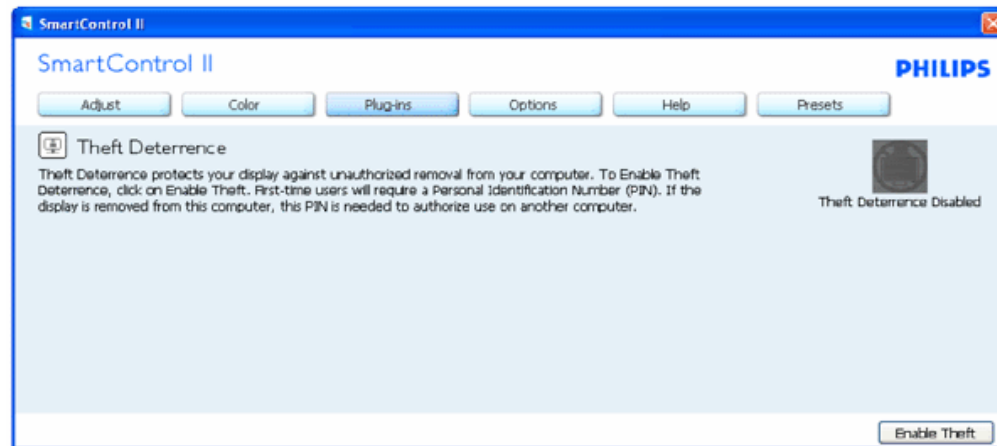 SmartControl II
SmartControl II
PHILIPS
Adjust
Color
Plug-ins
Options
Help
Presets
Theft Deterrence
Theft Deterrence protects your display against unauthorized removal from your computer. To Enable Theft
Deterrence, click on Enable Theft. First-time users will require a Personal Identification Number (PIN). If the
display is removed from this computer, this PIN is needed to authorize use on another computer.
Theft Deterrence Disabled
Enable Theft